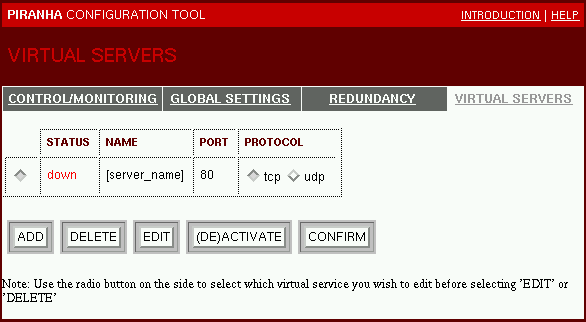 PIRANHA CONFIGURATION TOOL INTRODUCTION | HELP
VIRTUAL SERVERS
CONTROL/MONITORING GLOBAL SETTINGS REDUNDANCY VIRTUAL SERVERS
STATUS NAME PORT PROTOCOL
down [server_name] 80 tcp udp
ADD DELETE EDIT (DE)ACTIVATE CONFIRM
Note: Use the radio button on the side to select which virtual service you wish to edit before selecting 'EDIT' or
'DELETE'